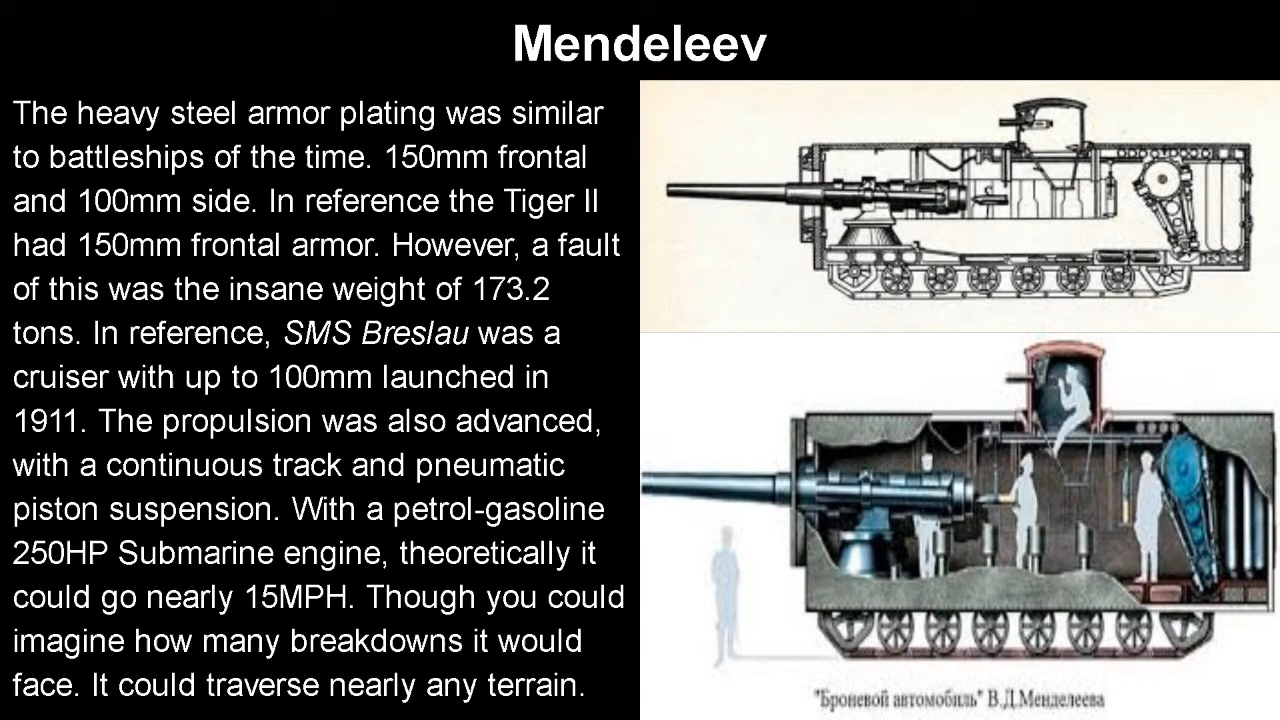 Mendeleev
The heavy steel armor plating was similar
to battleships of the time. 150mm frontal
and 100mm side. In reference the Tiger II
had 150mm frontal armor. However, a fault
of this was the insane weight of 173.2
tons. In reference, SMS Breslau was a
cruiser with up to 100mm launched in
1911. The propulsion was also advanced,
with a continuous track and pneumatic
piston suspension. With a petrol-gasoline
250HP Submarine engine, theoretically it
could go nearly 15MPH. Though you could
imagine how many breakdowns it would
face. It could traverse nearly any terrain.
"Броневой автомобиль" В.Д.Менделеева